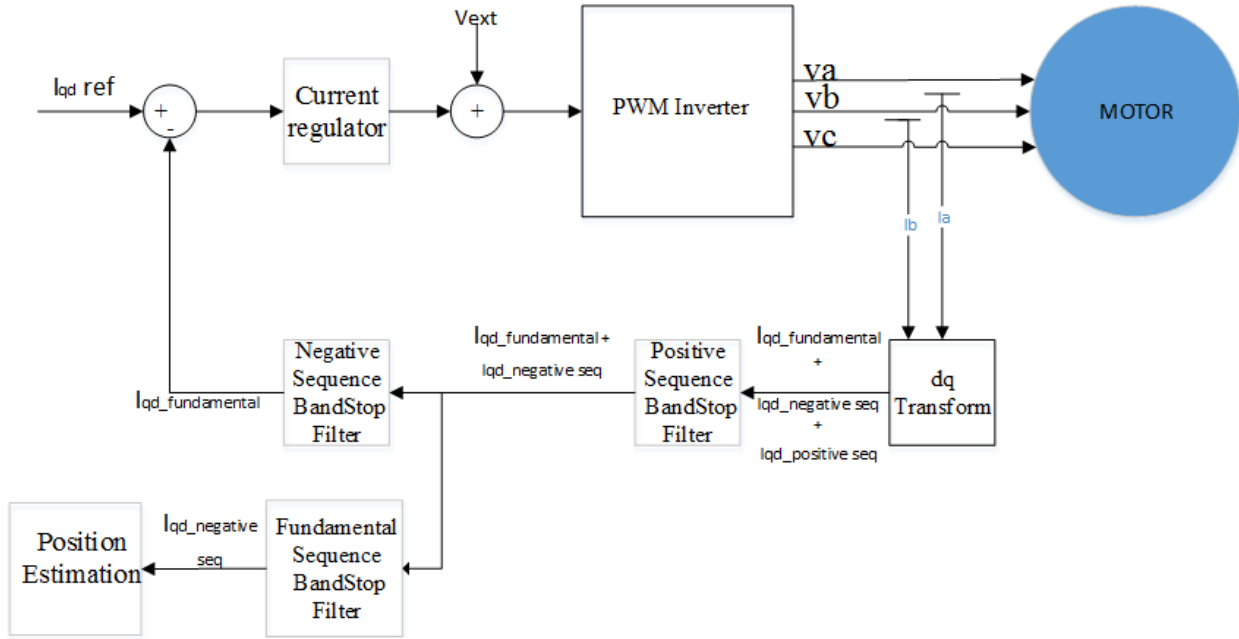 Vext
Iqd ref
+
-
Current
regulator
+
PWM Inverter
va
vb
vc
MOTOR
Ib
Ia
Iqd_fundamental
Negative
Sequence
BandStop
Filter
Iqd_fundamental +
Iqd_negative seq
Positive
Sequence
BandStop
Filter
Iqd_fundamental
+
Iqd_negative seq
+
Iqd_positive seq
dq
Transform
Position
Estimation
Iqd_negative
seq
Fundamental
Sequence
BandStop
Filter